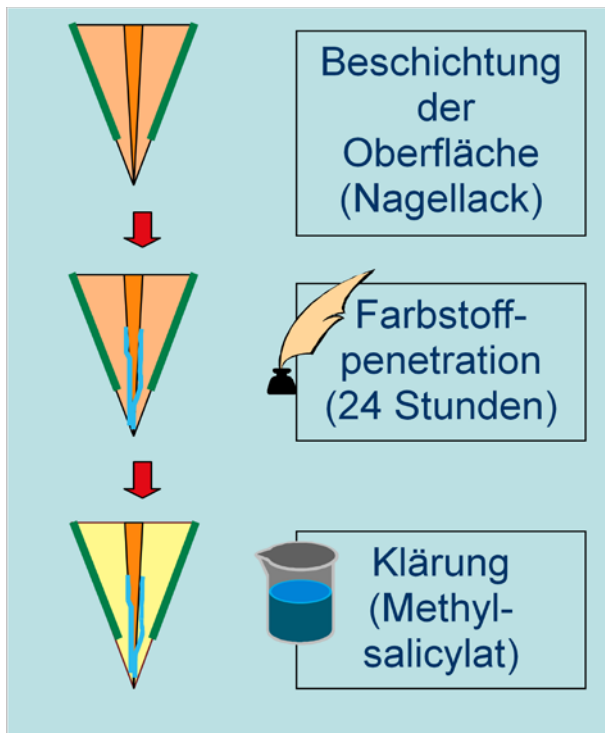 Beschichtung
der
Oberfläche
(Nagellack)
Farbstoff-
penetration
(24 Stunden)
Klärung
(Methyl-
salicylat)